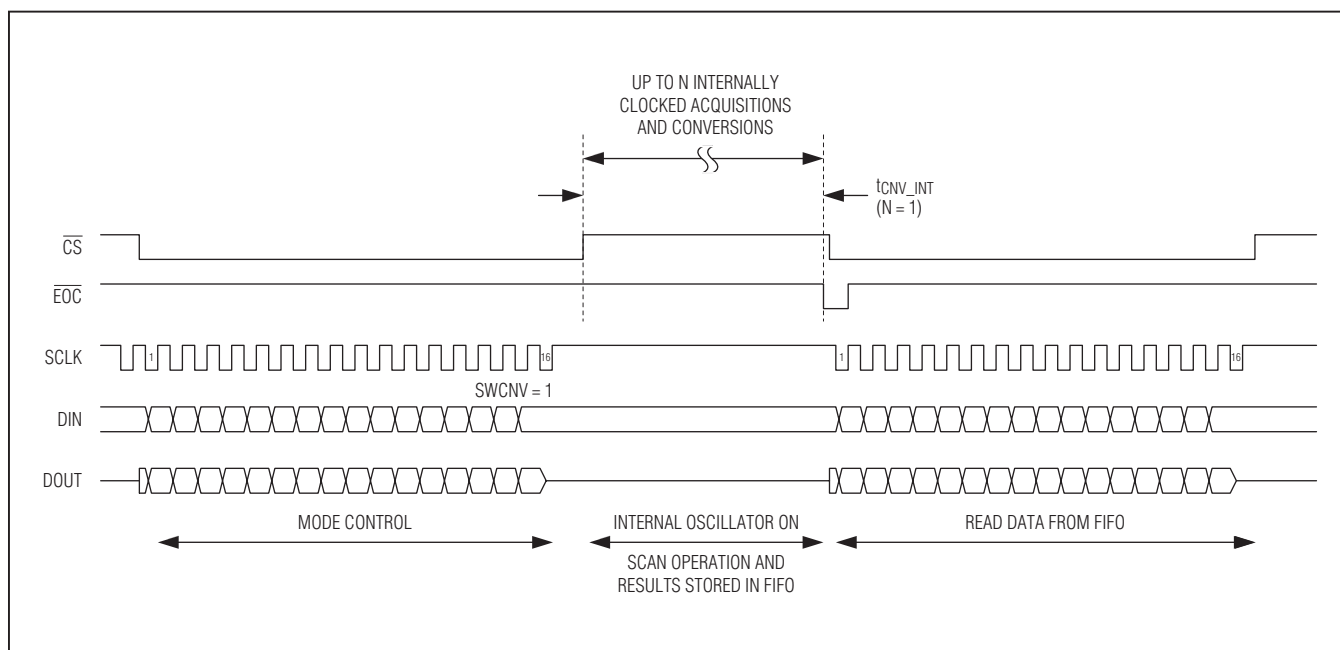 UP TO N INTERNALLY
CLOCKED ACQUISITIONS
AND CONVERSIONS
tCNV_INT
(N = 1)
CS
EOC
SCLK
1
16
1
16
SWCNV = 1
DIN
DOUT
MODE CONTROL
INTERNAL OSCILLATOR ON
READ DATA FROM FIFO
SCAN OPERATION AND
RESULTS STORED IN FIFO